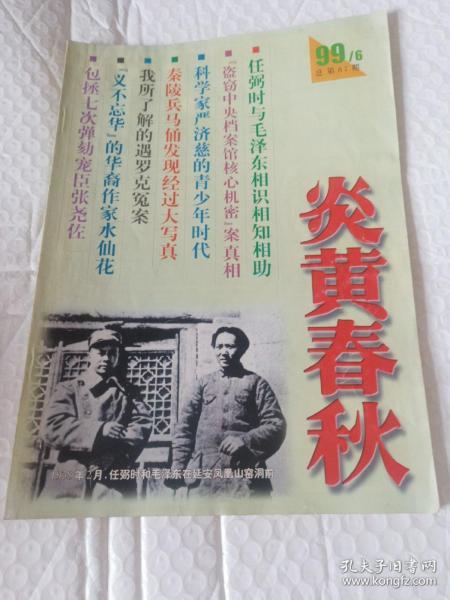 99/6
总第87期
炎黄春秋
任弼时与毛泽东相识相知相助
『盗窃中央档案馆核心机密』案真相
科学家严济慈的青少年时代
秦陵兵马俑发现经过大写真
我所了解的遇罗克冤案
『义不忘华』的华裔作家水仙花
包拯七次弹劾宠臣张尧佐
1938年2月，任弼时和毛泽东在延安凤凰山窑洞前
孔夫子旧书网
www.kongfz.com